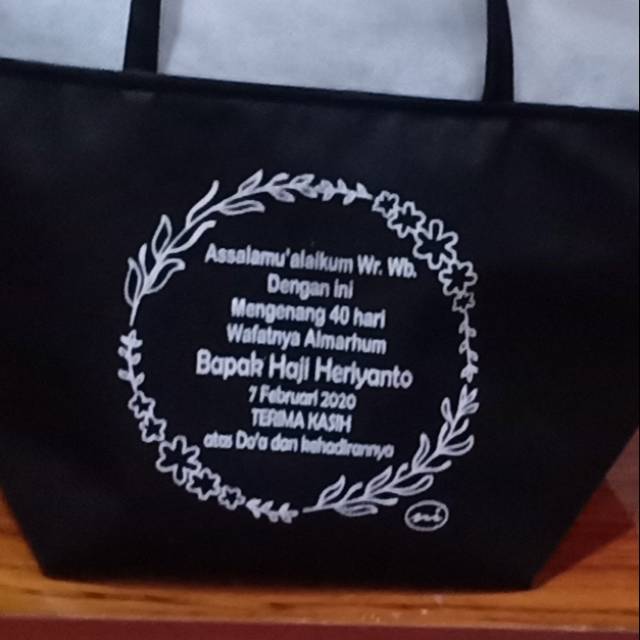 Assalamu'alaikum Wr. Wb.
Dengan ini
Mengenang 40 hari
Wafatnya Almarhum
Bapak Haji Heriyanto
7 Februari 2020
TERIMA KASIH
atas Do'a dan kehadirannya